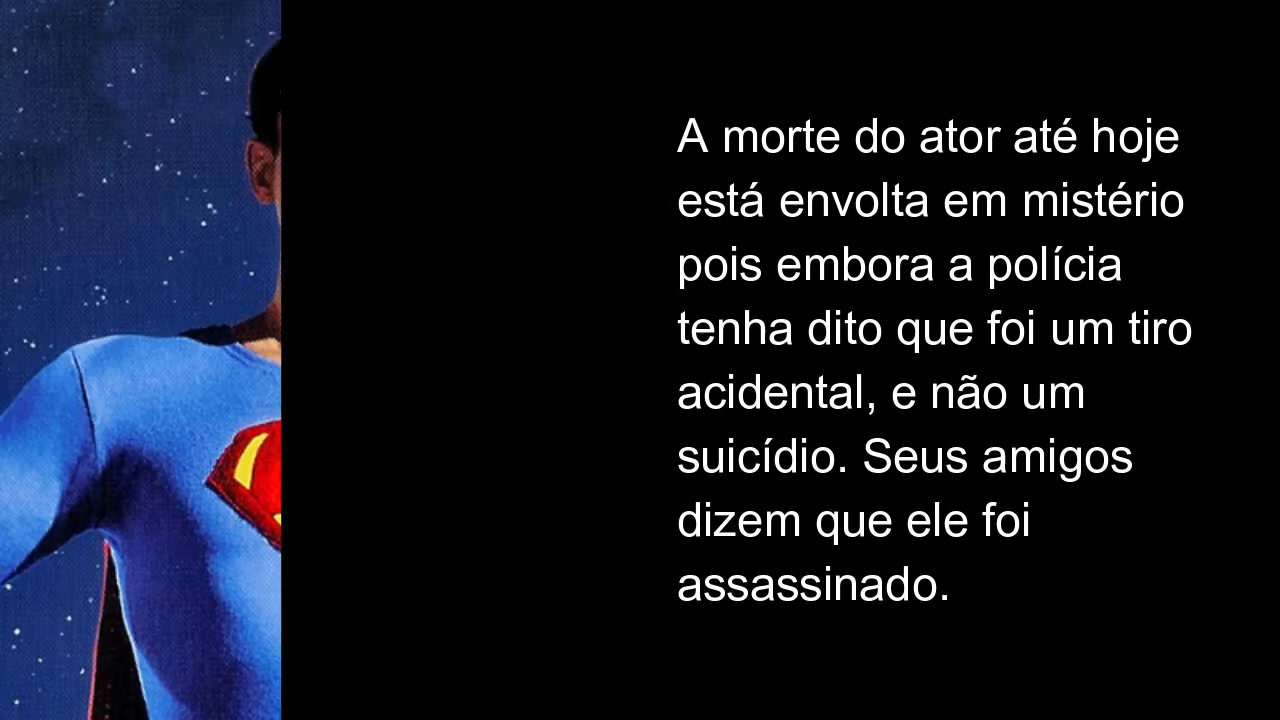 A morte do ator até hoje
está envolta em mistério
pois embora a polícia
tenha dito que foi um tiro
acidental, e não um
suicídio. Seus amigos
dizem que ele foi
assassinado.